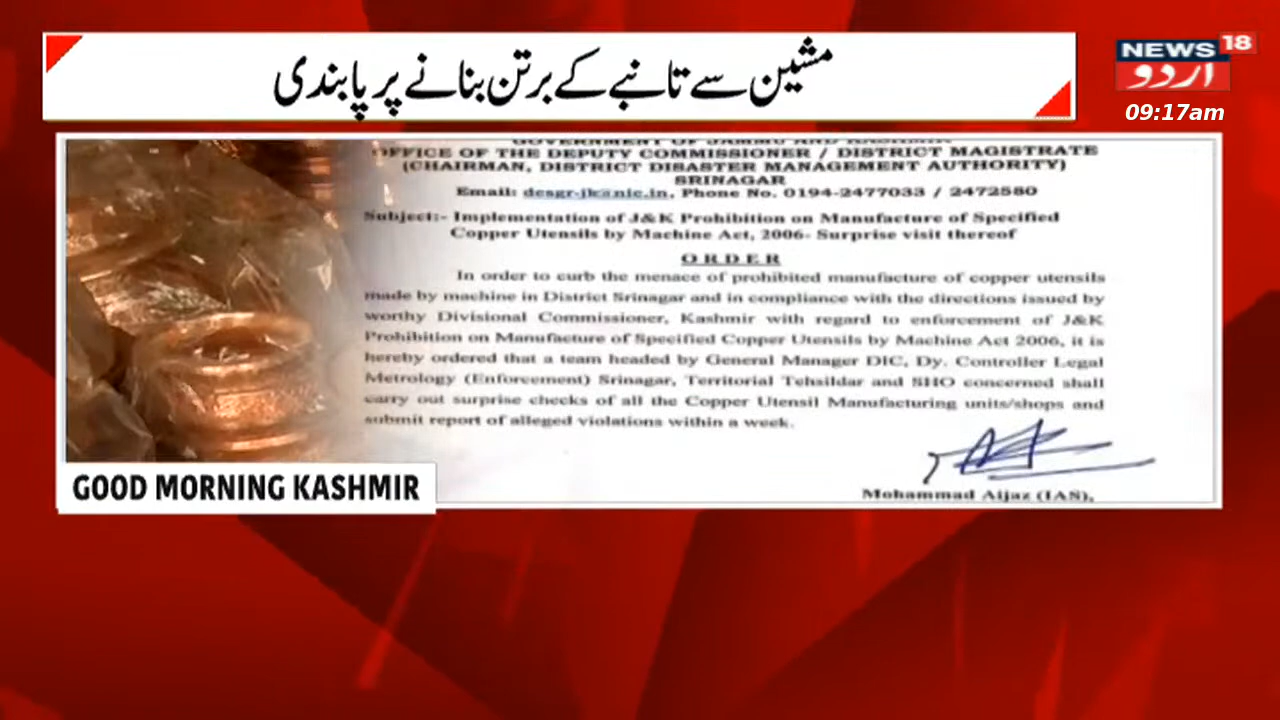 مشین سے تانبے کے برتن بنانے پر پابندی
NEWS 18
اردو
09:17am
GOVERNMENT OF JAMMU AND KASHMIR
OFFICE OF THE DEPUTY COMMISSIONER / DISTRICT MAGISTRATE
(CHAIRMAN, DISTRICT DISASTER MANAGEMENT AUTHORITY)
SRINAGAR
Email: dcsgr-jk@nic.in, Phone No. 0194-2477033 / 2472580
Subject:- Implementation of J&K Prohibition on Manufacture of Specified
Copper Utensils by Machine Act, 2006- Surprise visit thereof
ORDER
In order to curb the menace of prohibited manufacture of copper utensils
made by machine in District Srinagar and in compliance with the directions issued by
worthy Divisional Commissioner, Kashmir with regard to enforcement of J&K
Prohibition on Manufacture of Specified Copper Utensils by Machine Act 2006, it is
hereby ordered that a team headed by General Manager DIC, Dy. Controller Legal
Metrology (Enforcement) Srinagar, Territorial Tehsildar and SHO concerned shall
carry out surprise checks of all the Copper Utensil Manufacturing units/shops and
submit report of alleged violations within a week.
Mohammad Aijaz (IAS),
GOOD MORNING KASHMIR